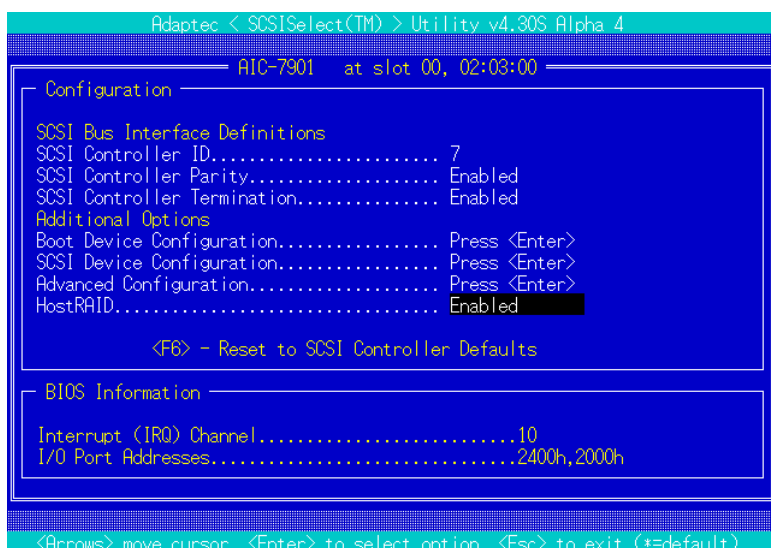 Adaptec < SCSISelect(TM) > Utility v4.30S Alpha 4
AIC-7901 at slot 00, 02:03:00
Configuration
SCSI Bus Interface Definitions
SCSI Controller ID........................ 7
SCSI Controller Parity.................... Enabled
SCSI Controller Termination............... Enabled
Additional Options
Boot Device Configuration................. Press <Enter>
SCSI Device Configuration................. Press <Enter>
Advanced Configuration.................... Press <Enter>
HostRAID.................................. Enabled
<F6> - Reset to SCSI Controller Defaults
BIOS Information
Interrupt (IRQ) Channel...........................10
I/O Port Addresses................................2400h,2000h
<Arrows> move cursor, <Enter> to select option, <Esc> to exit (*=default)